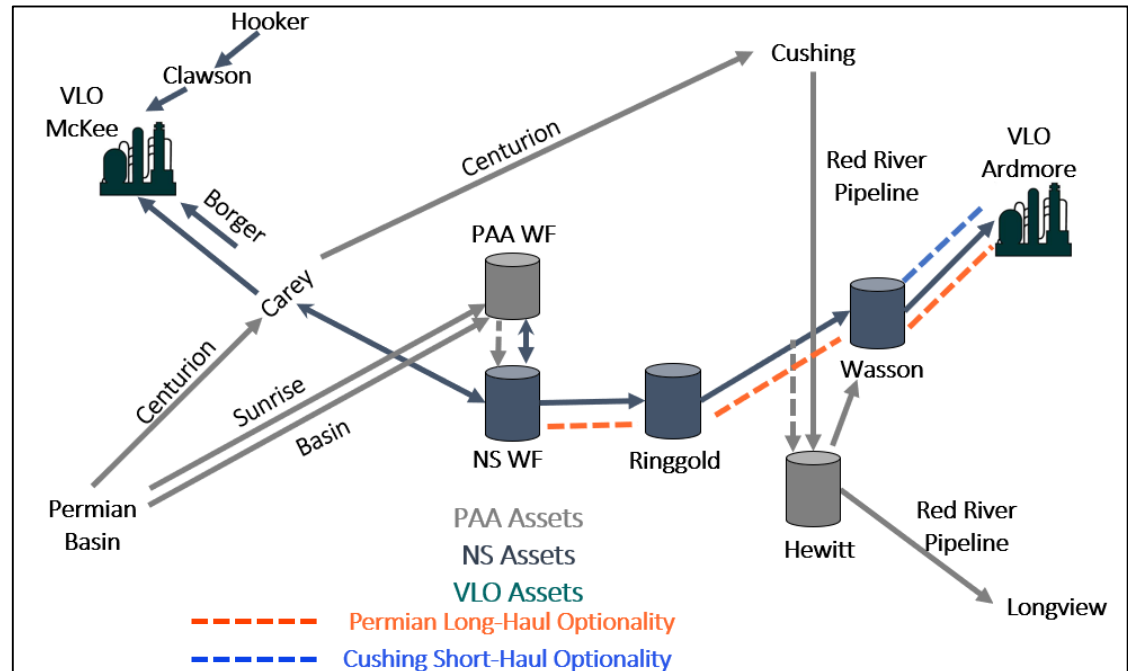 Hooker
Clawson
VLO
McKee
Borger
Carey
Centurion
Centurion
Cushing
Red River
Pipeline
VLO
Ardmore
PAA WF
Sunrise
Basin
NS WF
Ringgold
Wasson
Hewitt
Permian
Basin
Red River
Pipeline
Longview
PAA Assets
NS Assets
VLO Assets
Permian Long-Haul Optionality
Cushing Short-Haul Optionality